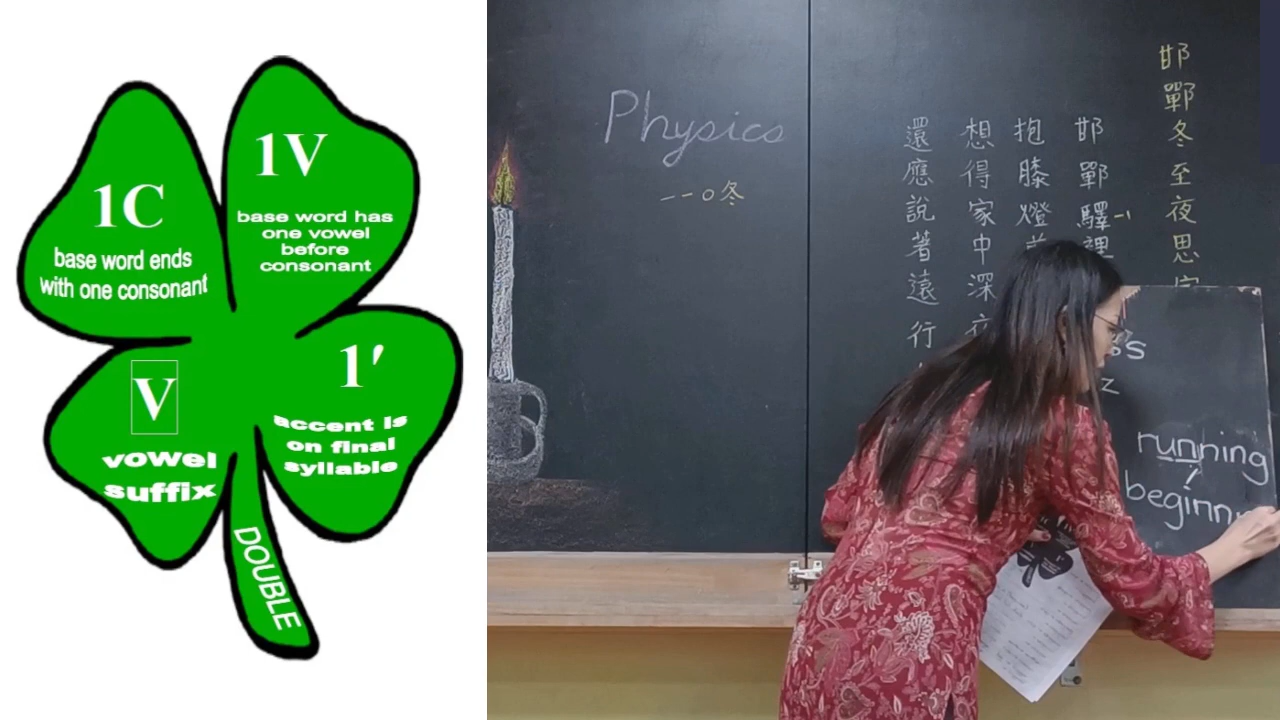 1C
base word ends
with one consonant
1V
base word has
one vowel
before
consonant
V
vowel
suffix
1′
accent is
on final
syllable
DOUBLE
Physics
一一○冬
邯鄲冬至夜思
邯鄲驛裡
抱膝燈
想得家中深夜
還應說著遠行
running
beginn